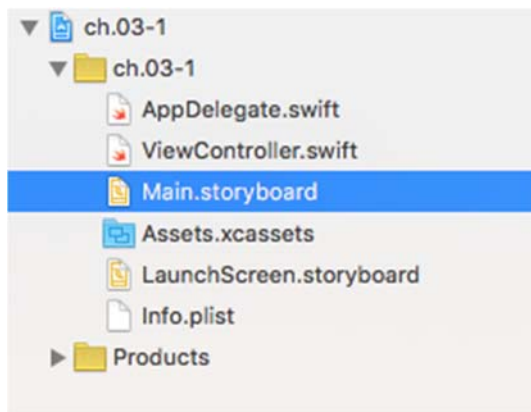 ch.03-1
ch.03-1
AppDelegate.swift
ViewController.swift
Main.storyboard
Assets.xcassets
LaunchScreen.storyboard
Info.plist
Products